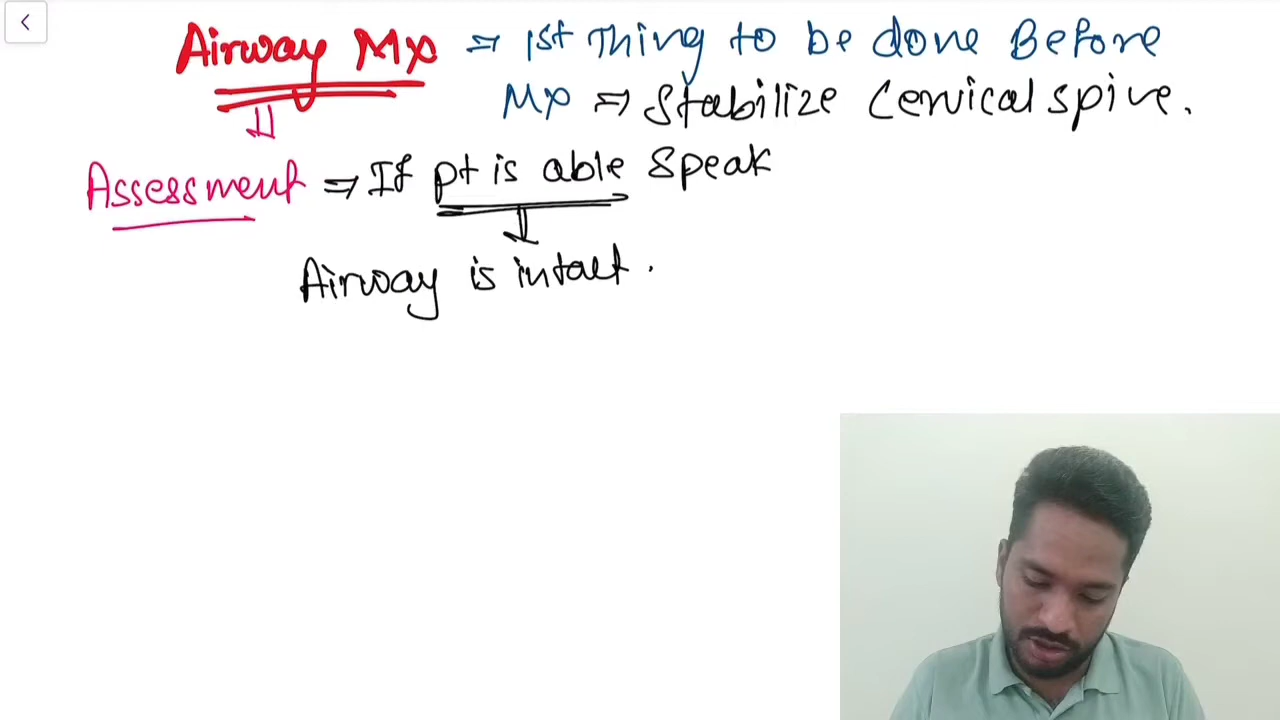 Airway Mx ⇒ 1st Thing to be done Before
Mx ⇒ Stabilize Cervical spine.
Assessment ⇒ If pt is able speak
Airway is intact.